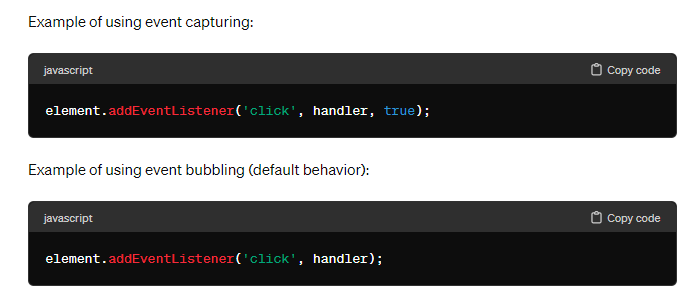 Example of using event capturing:
javascript Copy code
element.addEventListener('click', handler, true);
Example of using event bubbling (default behavior):
javascript Copy code
element.addEventListener('click', handler);